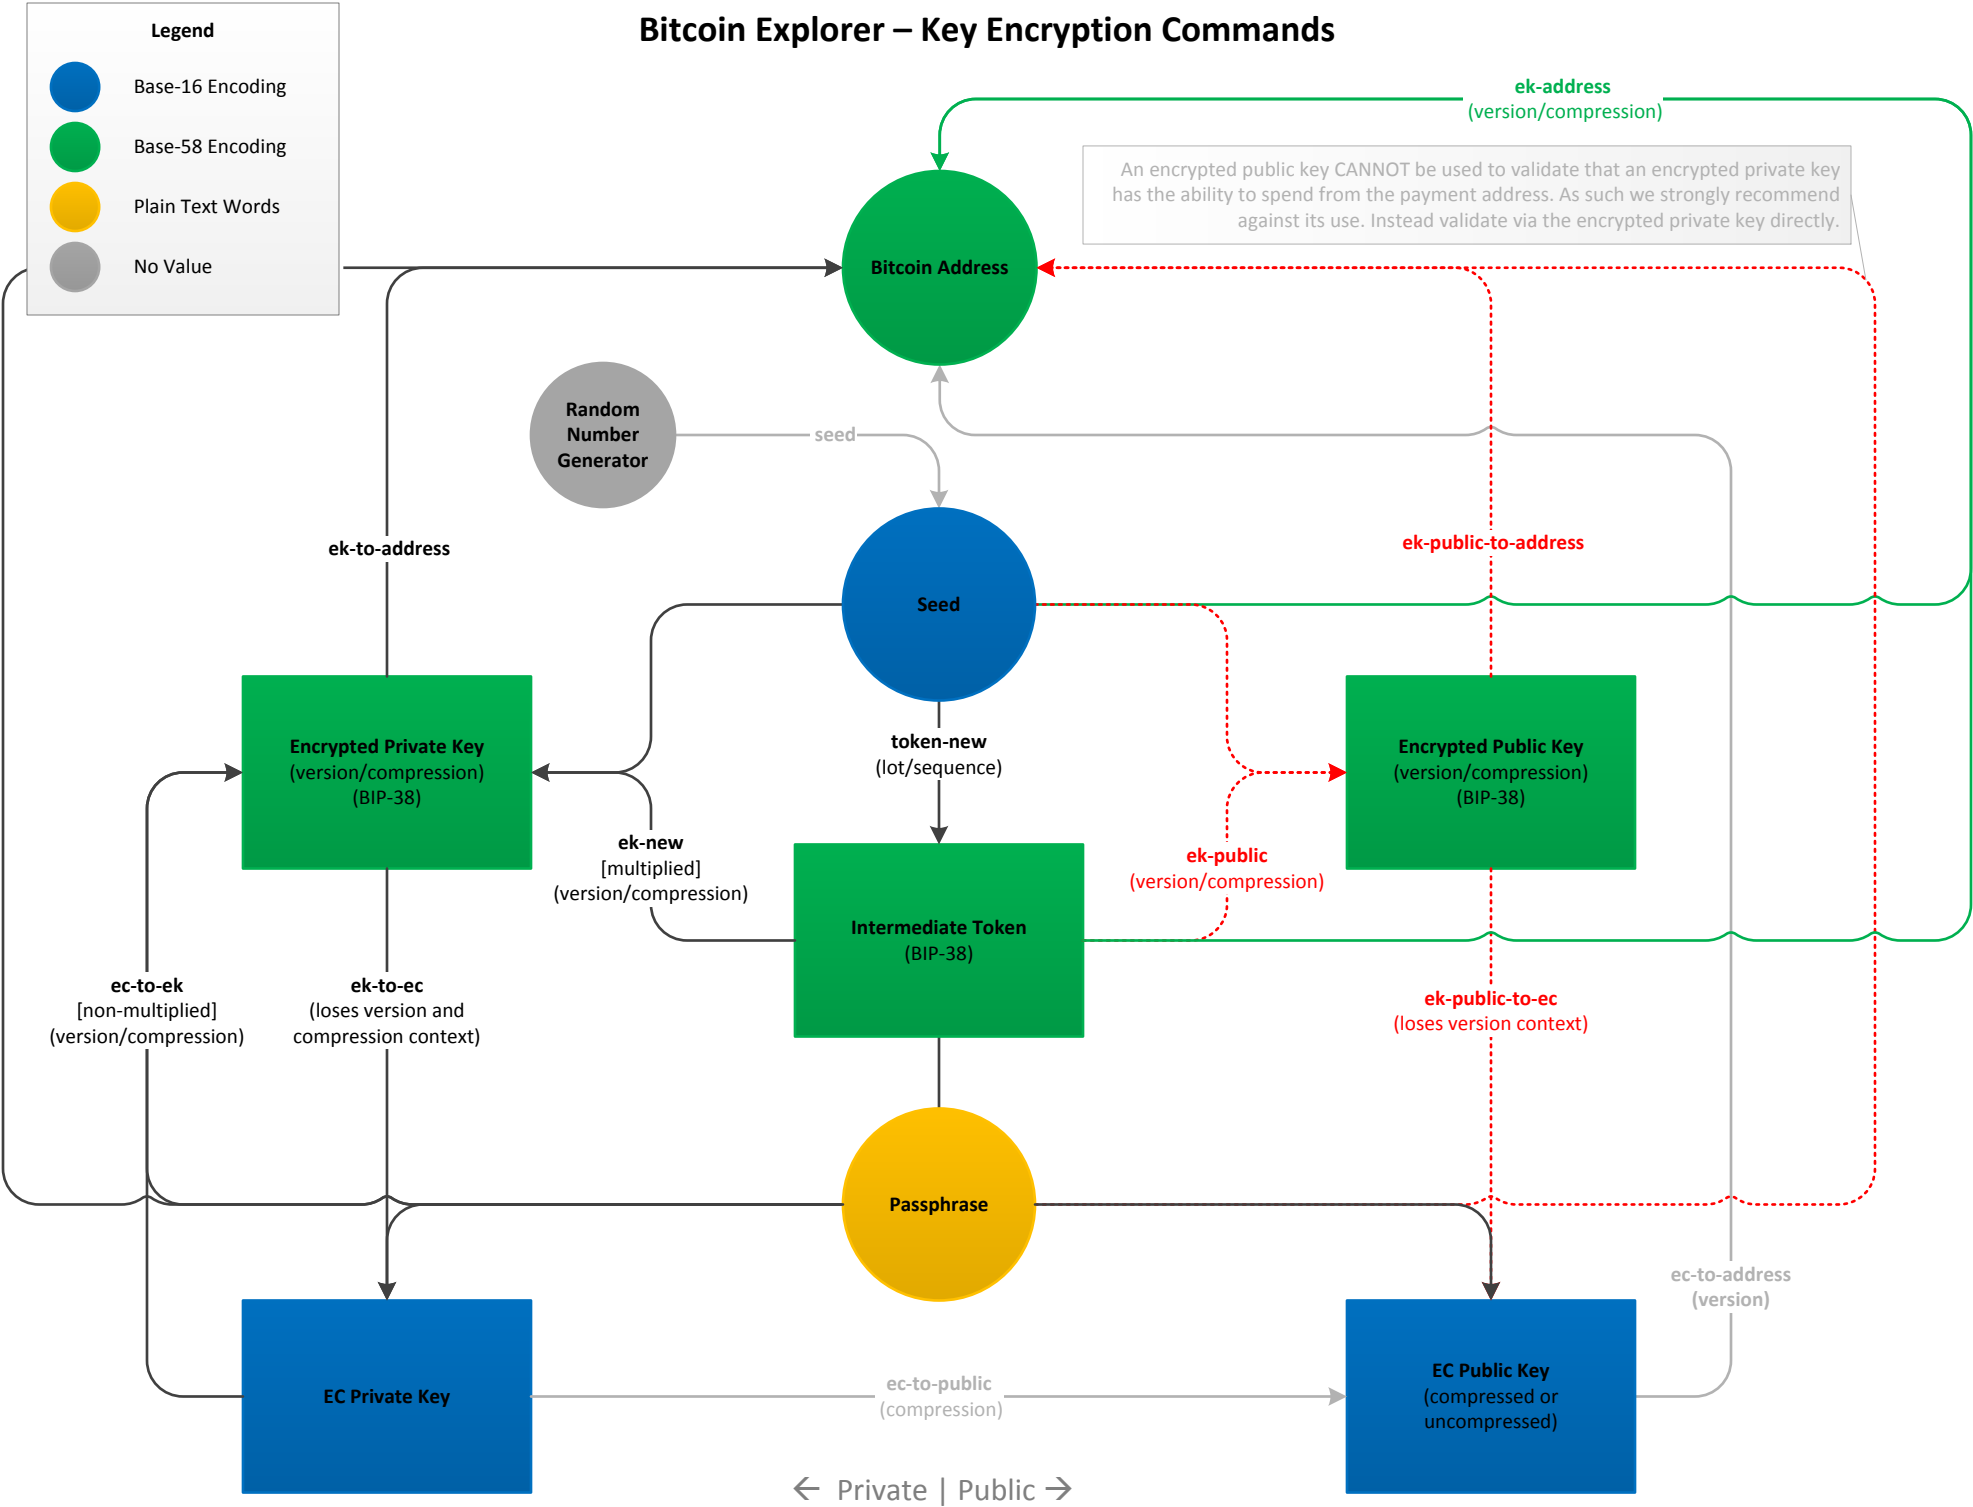 Bitcoin Explorer – Key Encryption Commands
Legend
Base-16 Encoding
Base-58 Encoding
Plain Text Words
No Value
ek-address
(version/compression)
An encrypted public key CANNOT be used to validate that an encrypted private key
has the ability to spend from the payment address. As such we strongly recommend
against its use. Instead validate via the encrypted private key directly.
Bitcoin Address
Random
Number
Generator
seed
ek-to-address
ek-public-to-address
Seed
Encrypted Private Key
(version/compression)
(BIP-38)
token-new
(lot/sequence)
Encrypted Public Key
(version/compression)
(BIP-38)
ek-new
[multiplied]
(version/compression)
ek-public
(version/compression)
Intermediate Token
(BIP-38)
ec-to-ek
[non-multiplied]
(version/compression)
ek-to-ec
(loses version and
compression context)
ek-public-to-ec
(loses version context)
Passphrase
ec-to-address
(version)
EC Private Key
ec-to-public
(compression)
EC Public Key
(compressed or
uncompressed)
← Private | Public →